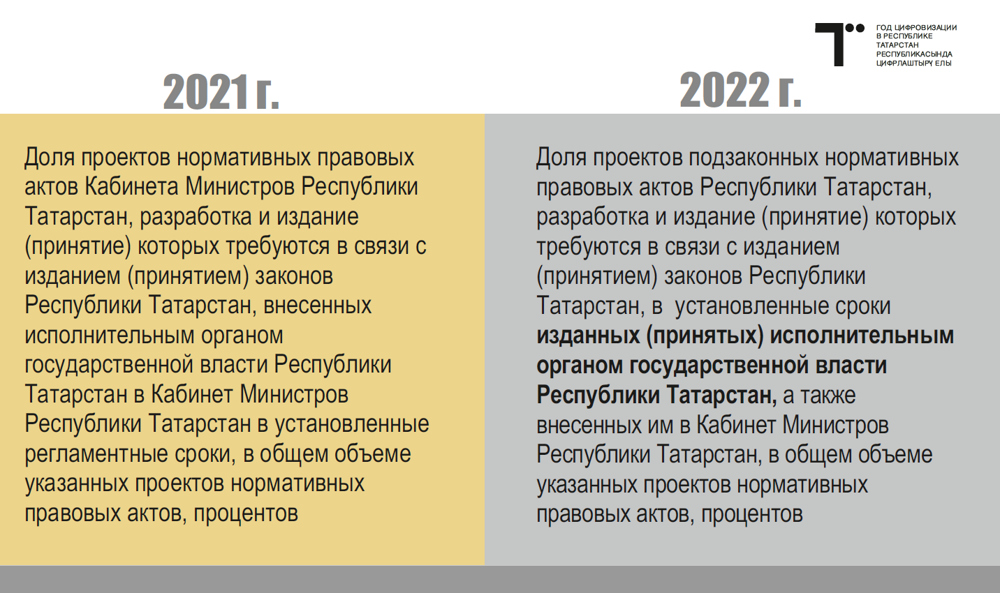 ГОД ЦИФРОВИЗАЦИИ
В РЕСПУБЛИКЕ
ТАТАРСТАН
РЕСПУБЛИКАСЫНДА
ЦИФРЛАШТЫРУ ЕЛЫ
2021 г.
Доля проектов нормативных правовых
актов Кабинета Министров Республики
Татарстан, разработка и издание
(принятие) которых требуются в связи с
изданием (принятием) законов
Республики Татарстан, внесенных
исполнительным органом
государственной власти Республики
Татарстан в Кабинет Министров
Республики Татарстан в установленные
регламентные сроки, в общем объеме
указанных проектов нормативных
правовых актов, процентов
2022 г.
Доля проектов подзаконных нормативных
правовых актов Республики Татарстан,
разработка и издание (принятие) которых
требуются в связи с изданием
(принятием) законов Республики
Татарстан, в  установленные сроки
изданных (принятых) исполнительным
органом государственной власти
Республики Татарстан, а также
внесенных им в Кабинет Министров
Республики Татарстан, в общем объеме
указанных проектов нормативных
правовых актов, процентов